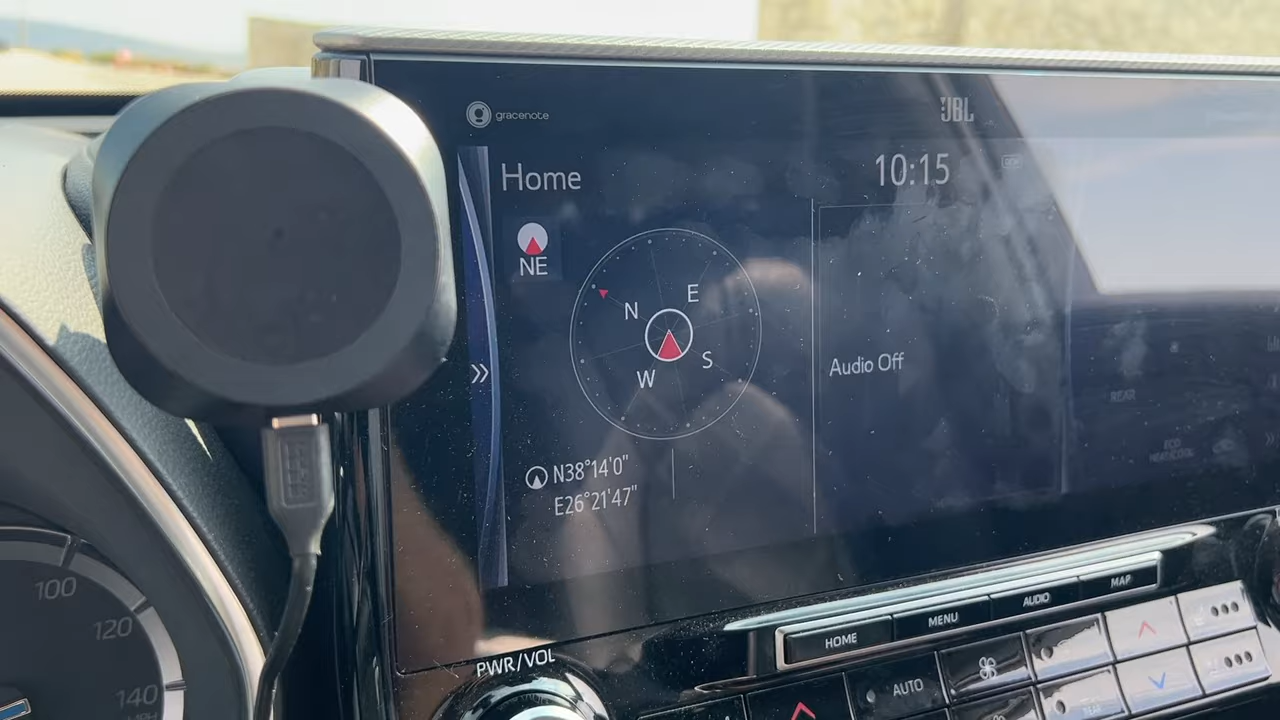 gracenote
JBL
Home
10:15
NE
N
E
S
W
Audio Off
N38°14'0"
E26°21'47"
REAR
100
120
140
PWR/VOL
HOME
MENU
AUDIO
MAP
AUTO